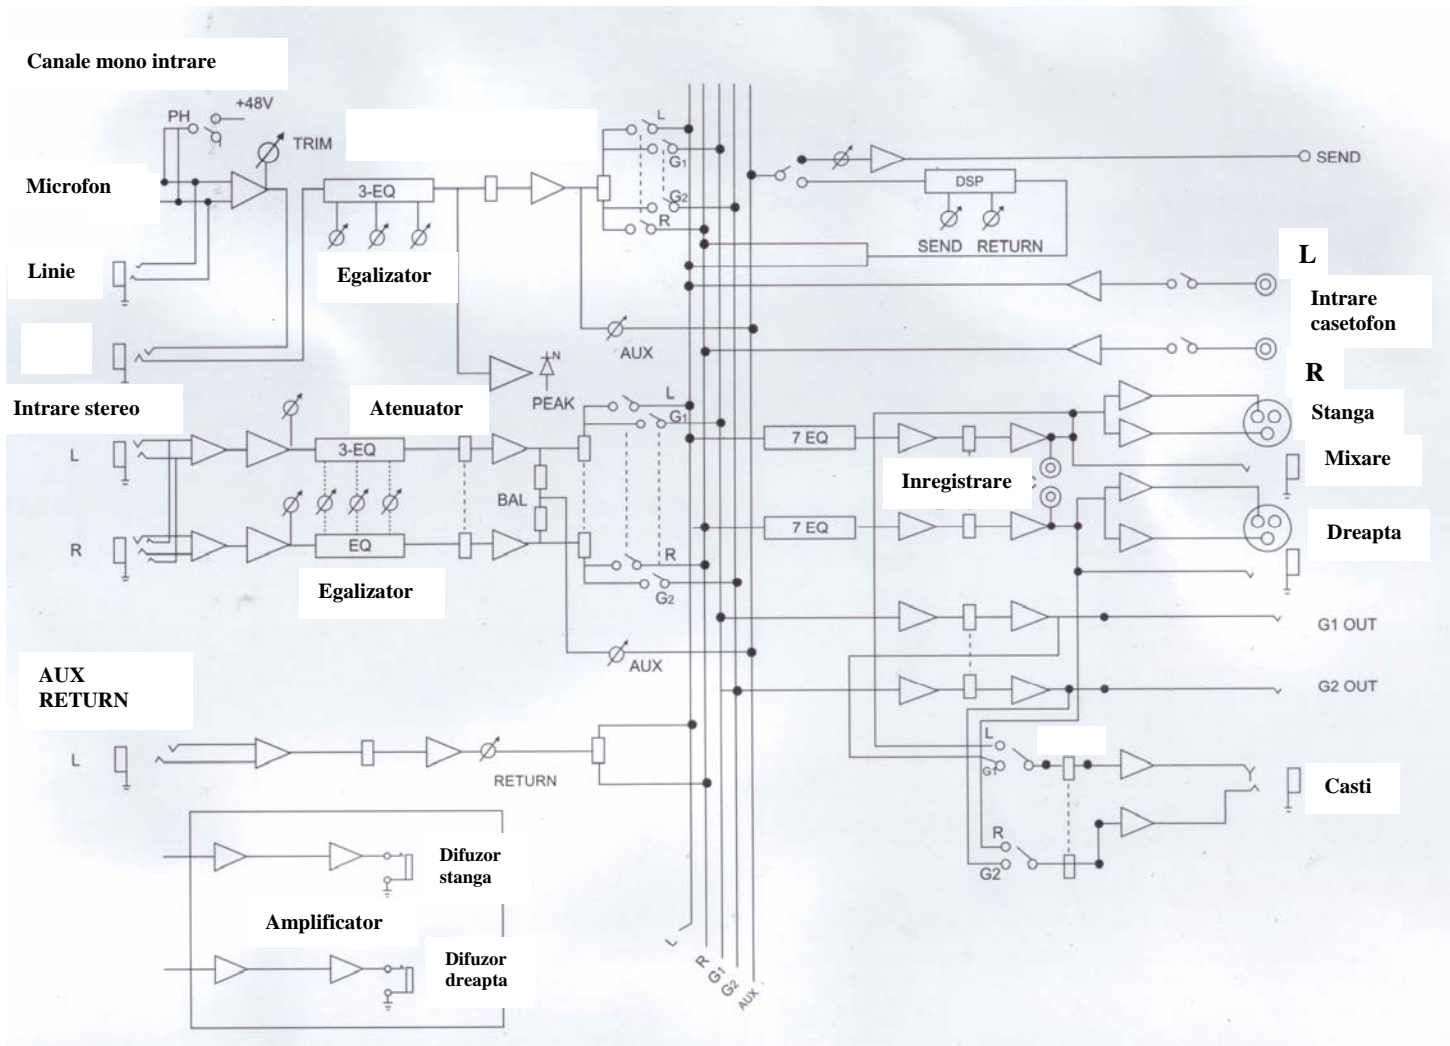 Canale mono intrare
+48V
PH
TRIM
Microfon
3-EQ
Linie
Egalizator
L
G1
G2
R
AUX
N
PEAK
SEND
DSP
SEND RETURN
L
Intrare
casetofon
R
Intrare stereo
Atenuator
L
3-EQ
BAL
R
EQ
Egalizator
L
G1
R
G2
AUX
7 EQ
Inregistrare
C
7 EQ
Stanga
Mixare
Dreapta
G1 OUT
G2 OUT
AUX
RETURN
L
RETURN
L
G1
R
G2
Casti
Difuzor
stanga
Amplificator
Difuzor
dreapta
L
R
G1
G2
AUX